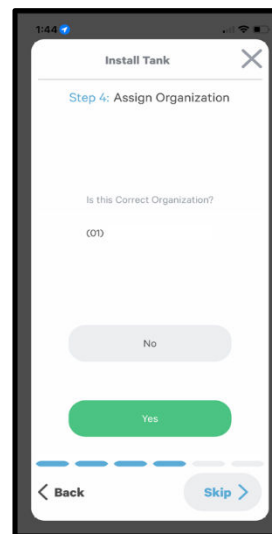 1:44
Install Tank
Step 4: Assign Organization
Is this Correct Organization?
(01)
No
Yes
Back
Skip